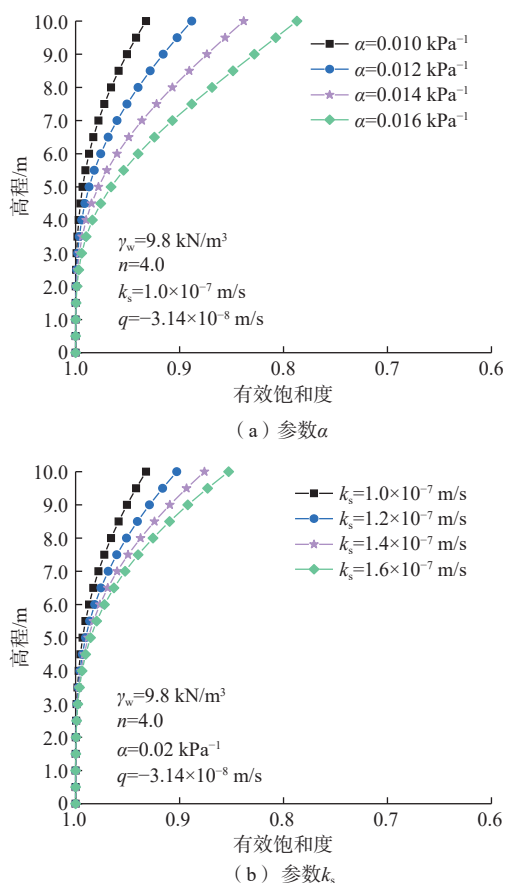 10.0
9.0
8.0
7.0
6.0
5.0
4.0
3.0
2.0
1.0
0
高程/m
α=0.010 kPa⁻¹
α=0.012 kPa⁻¹
α=0.014 kPa⁻¹
α=0.016 kPa⁻¹
γw=9.8 kN/m³
n=4.0
ks=1.0×10⁻⁷ m/s
q=−3.14×10⁻⁸ m/s
1.0 0.9 0.8 0.7 0.6
有效饱和度
（a）参数α
10.0
9.0
8.0
7.0
6.0
5.0
4.0
3.0
2.0
1.0
0
高程/m
ks=1.0×10⁻⁷ m/s
ks=1.2×10⁻⁷ m/s
ks=1.4×10⁻⁷ m/s
ks=1.6×10⁻⁷ m/s
γw=9.8 kN/m³
n=4.0
α=0.02 kPa⁻¹
q=−3.14×10⁻⁸ m/s
1.0 0.9 0.8 0.7 0.6
有效饱和度
（b）参数ks